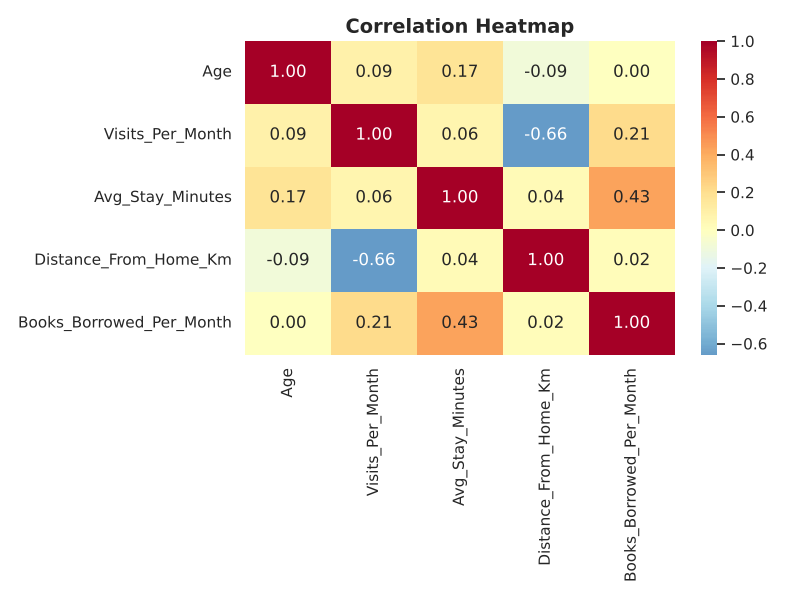 Correlation Heatmap
Age 1.00 0.09 0.17 -0.09 0.00
Visits_Per_Month 0.09 1.00 0.06 -0.66 0.21
Avg_Stay_Minutes 0.17 0.06 1.00 0.04 0.43
Distance_From_Home_Km -0.09 -0.66 0.04 1.00 0.02
Books_Borrowed_Per_Month 0.00 0.21 0.43 0.02 1.00
Age
Visits_Per_Month
Avg_Stay_Minutes
Distance_From_Home_Km
Books_Borrowed_Per_Month
1.0
0.8
0.6
0.4
0.2
0.0
−0.2
−0.4
−0.6